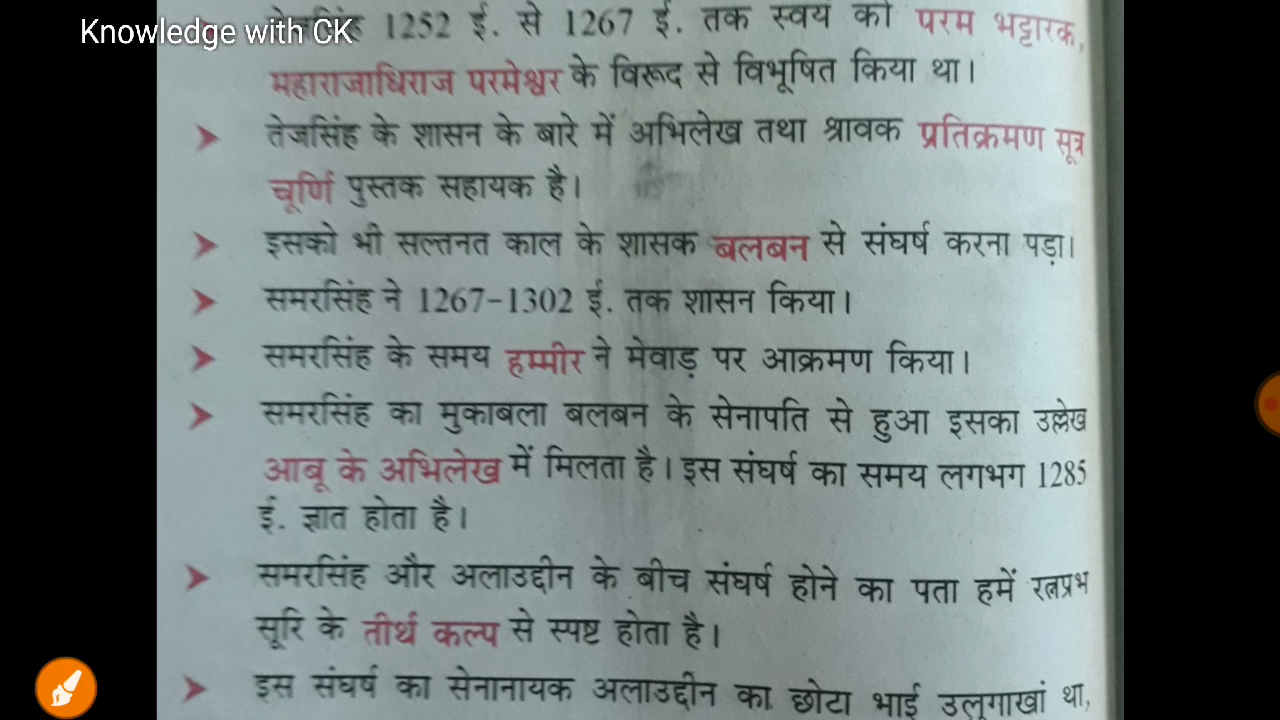 Knowledge with CK
1252 ई. से 1267 ई. तक स्वयं को परम भट्टारक,
महाराजाधिराज परमेश्वर के विरूद से विभूषित किया था।
➤ तेजसिंह के शासन के बारे में अभिलेख तथा श्रावक प्रतिक्रमण सूत्र
चूर्णि पुस्तक सहायक है।
➤ इसको भी सल्तनत काल के शासक बलबन से संघर्ष करना पड़ा।
➤ समरसिंह ने 1267-1302 ई. तक शासन किया।
➤ समरसिंह के समय हम्मीर ने मेवाड़ पर आक्रमण किया।
➤ समरसिंह का मुकाबला बलबन के सेनापति से हुआ इसका उल्लेख
आबू के अभिलेख में मिलता है। इस संघर्ष का समय लगभग 1285
ई. ज्ञात होता है।
➤ समरसिंह और अलाउद्दीन के बीच संघर्ष होने का पता हमें रत्नप्रभ
सूरि के तीर्थ कल्प से स्पष्ट होता है।
➤ इस संघर्ष का सेनानायक अलाउद्दीन का छोटा भाई उलूगाखां था,